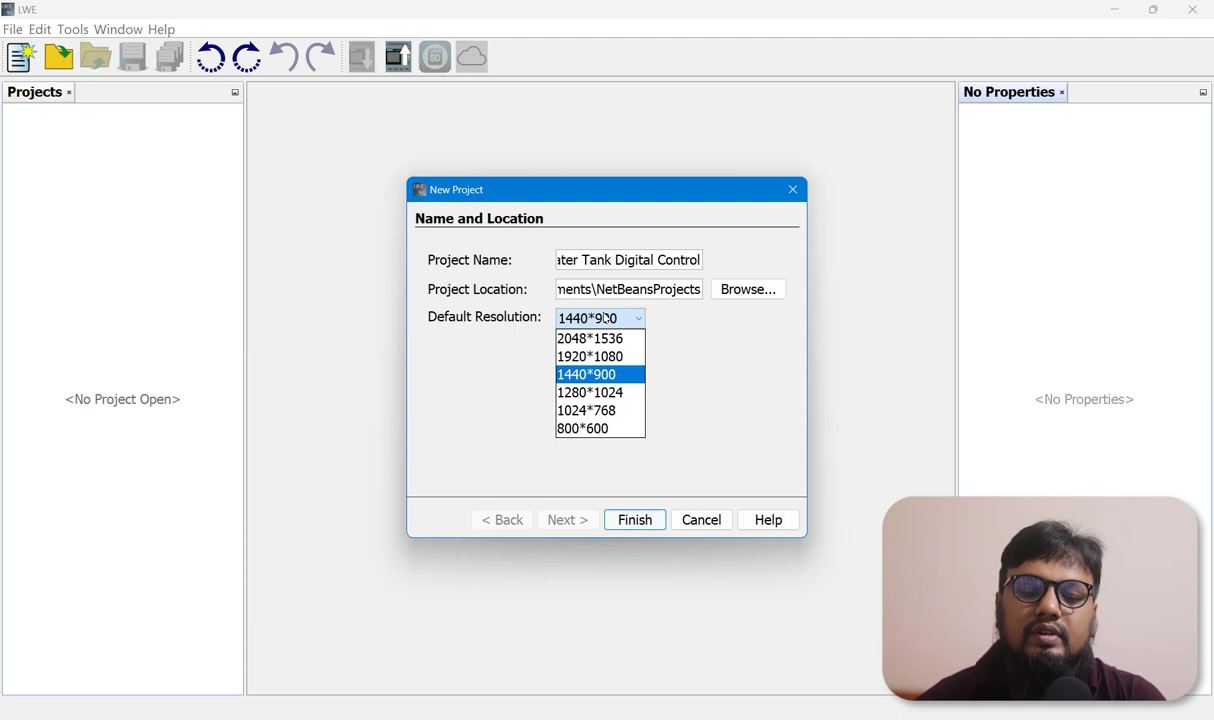 LWE
File Edit Tools Window Help
Projects
No Properties
<No Project Open>
<No Properties>
New Project
Name and Location
Project Name: ater Tank Digital Control
Project Location: ments\NetBeansProjects Browse...
Default Resolution: 1440*900
2048*1536
1920*1080
1440*900
1280*1024
1024*768
800*600
< Back Next > Finish Cancel Help